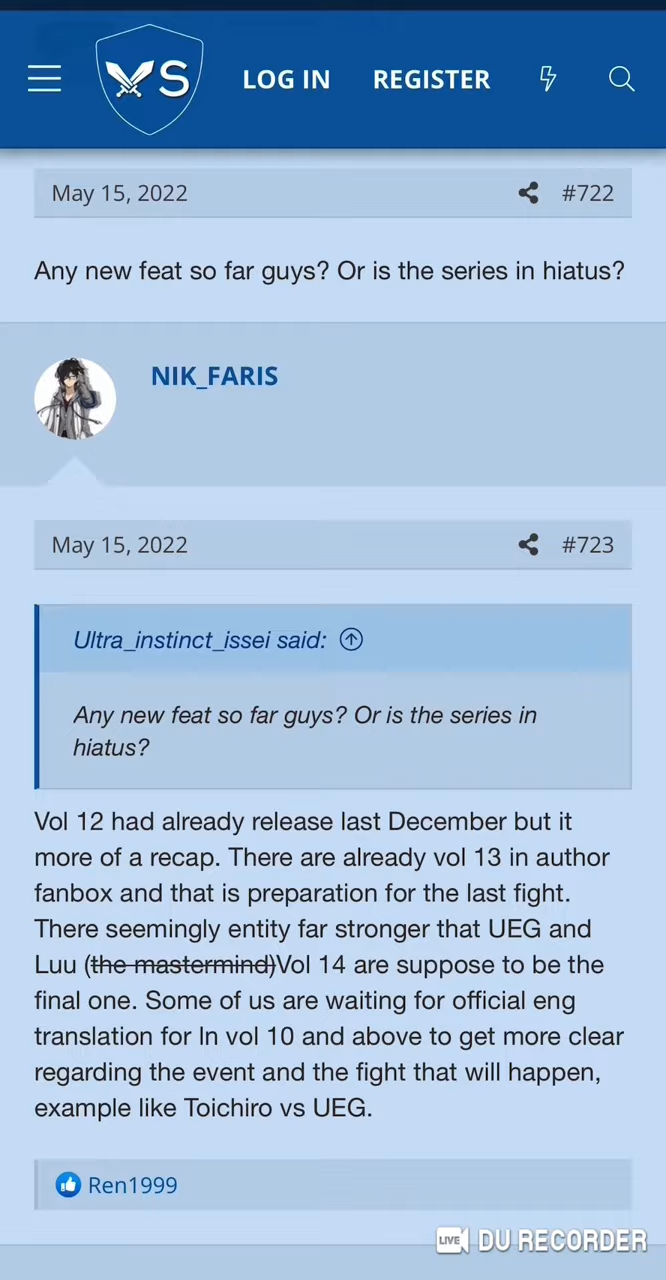 VS LOG IN REGISTER
May 15, 2022 #722
Any new feat so far guys? Or is the series in hiatus?
NIK_FARIS
May 15, 2022 #723
Ultra_instinct_issei said:
Any new feat so far guys? Or is the series in
hiatus?
Vol 12 had already release last December but it
more of a recap. There are already vol 13 in author
fanbox and that is preparation for the last fight.
There seemingly entity far stronger that UEG and
Luu (the mastermind)Vol 14 are suppose to be the
final one. Some of us are waiting for official eng
translation for ln vol 10 and above to get more clear
regarding the event and the fight that will happen,
example like Toichiro vs UEG.
Ren1999
LIVE DU RECORDER